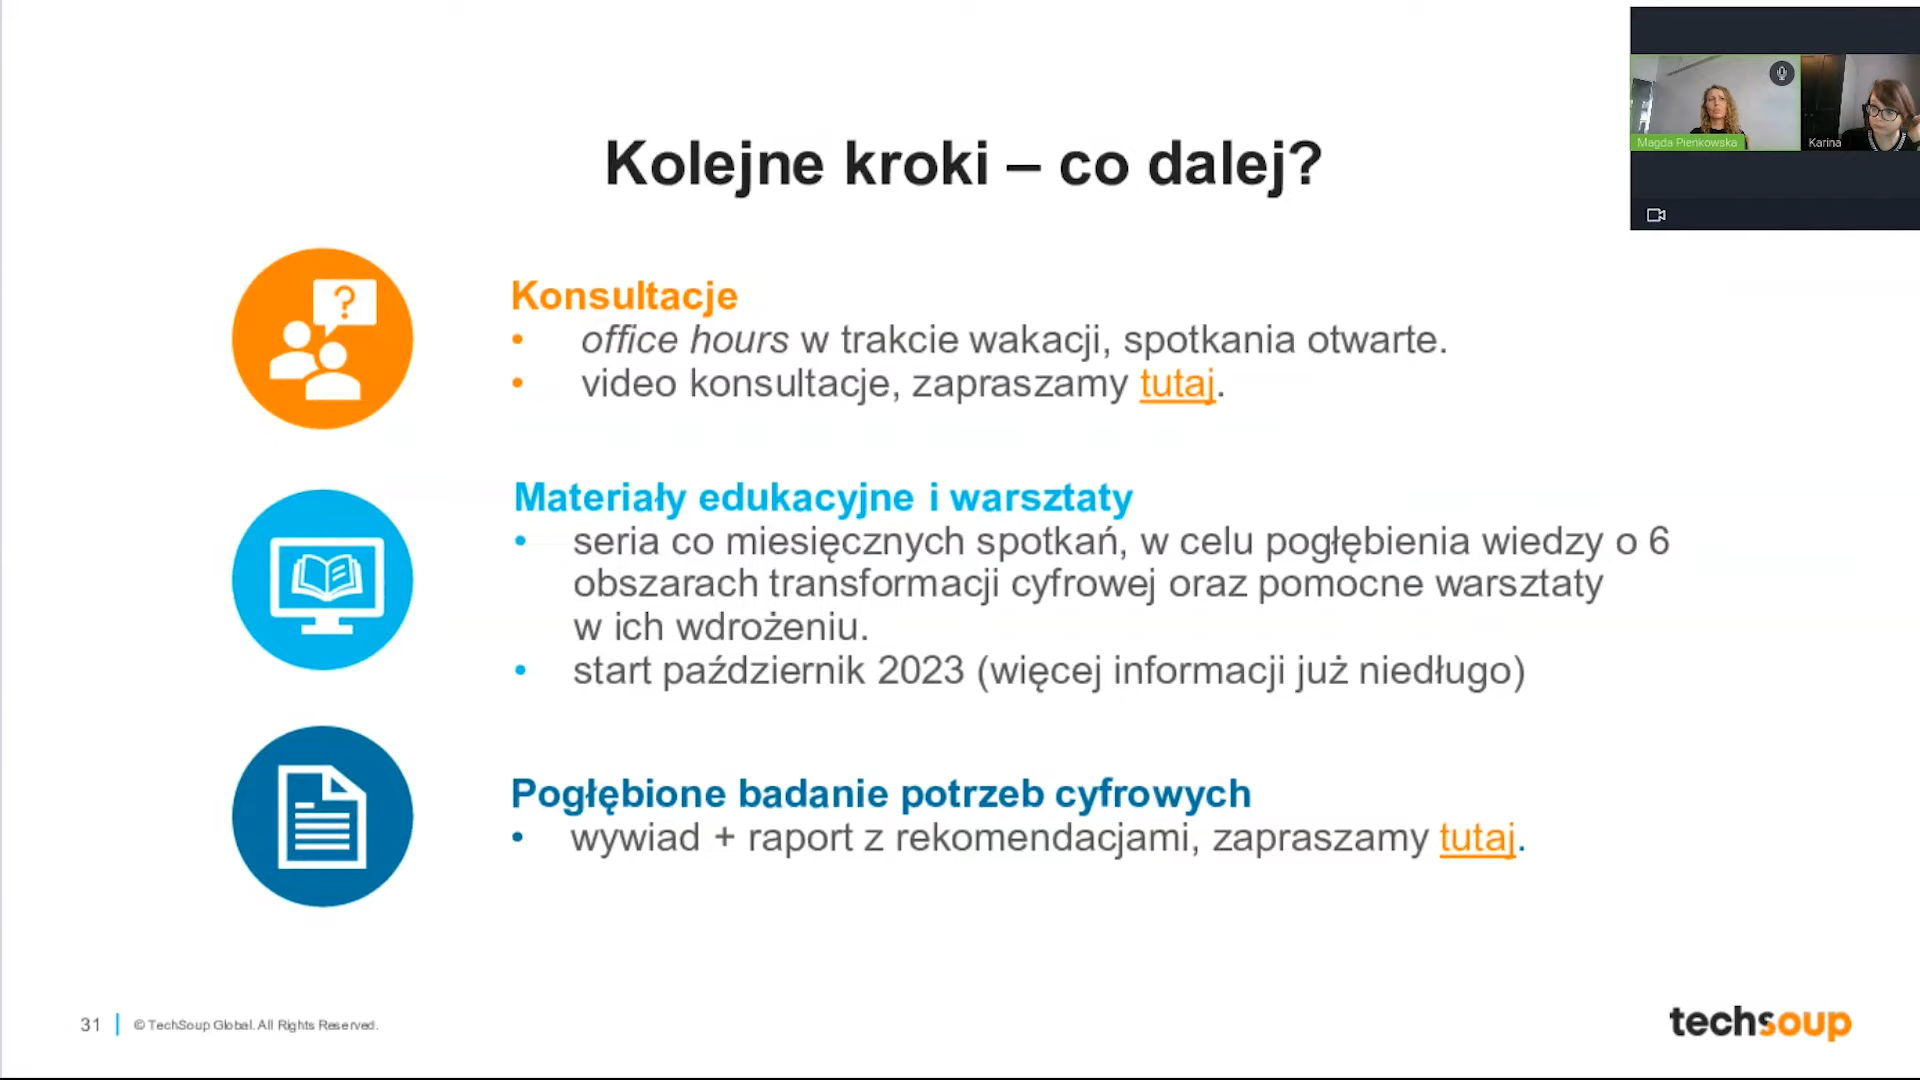 Kolejne kroki – co dalej?
Magda Pieńkowska
Karina
?
Konsultacje
• office hours w trakcie wakacji, spotkania otwarte.
• video konsultacje, zapraszamy tutaj.
Materiały edukacyjne i warsztaty
• seria co miesięcznych spotkań, w celu pogłębienia wiedzy o 6
obszarach transformacji cyfrowej oraz pomocne warsztaty
w ich wdrożeniu.
• start październik 2023 (więcej informacji już niedługo)
Pogłębione badanie potrzeb cyfrowych
• wywiad + raport z rekomendacjami, zapraszamy tutaj.
31
© TechSoup Global. All Rights Reserved.
techsoup